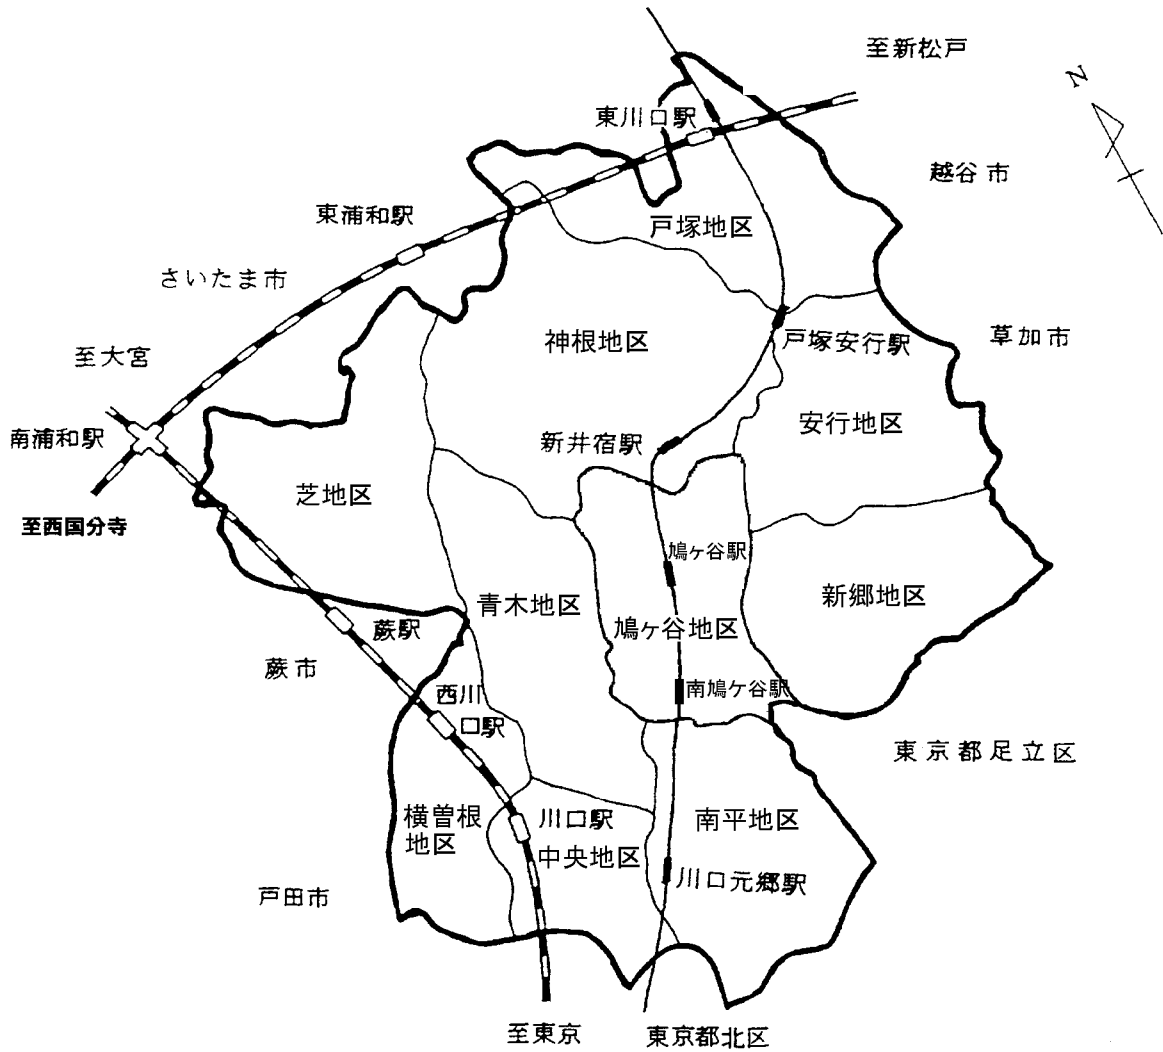 至新松戸
N
東川口駅
越谷市
東浦和駅
戸塚地区
さいたま市
草加市
神根地区
戸塚安行駅
至大宮
安行地区
南浦和駅
新井宿駅
芝地区
至西国分寺
鳩ヶ谷駅
新郷地区
青木地区
鳩ヶ谷地区
蕨駅
蕨市
西川
口駅
南鳩ケ谷駅
東京都足立区
横曽根
地区
川口駅
中央地区
南平地区
川口元郷駅
戸田市
至東京
東京都北区